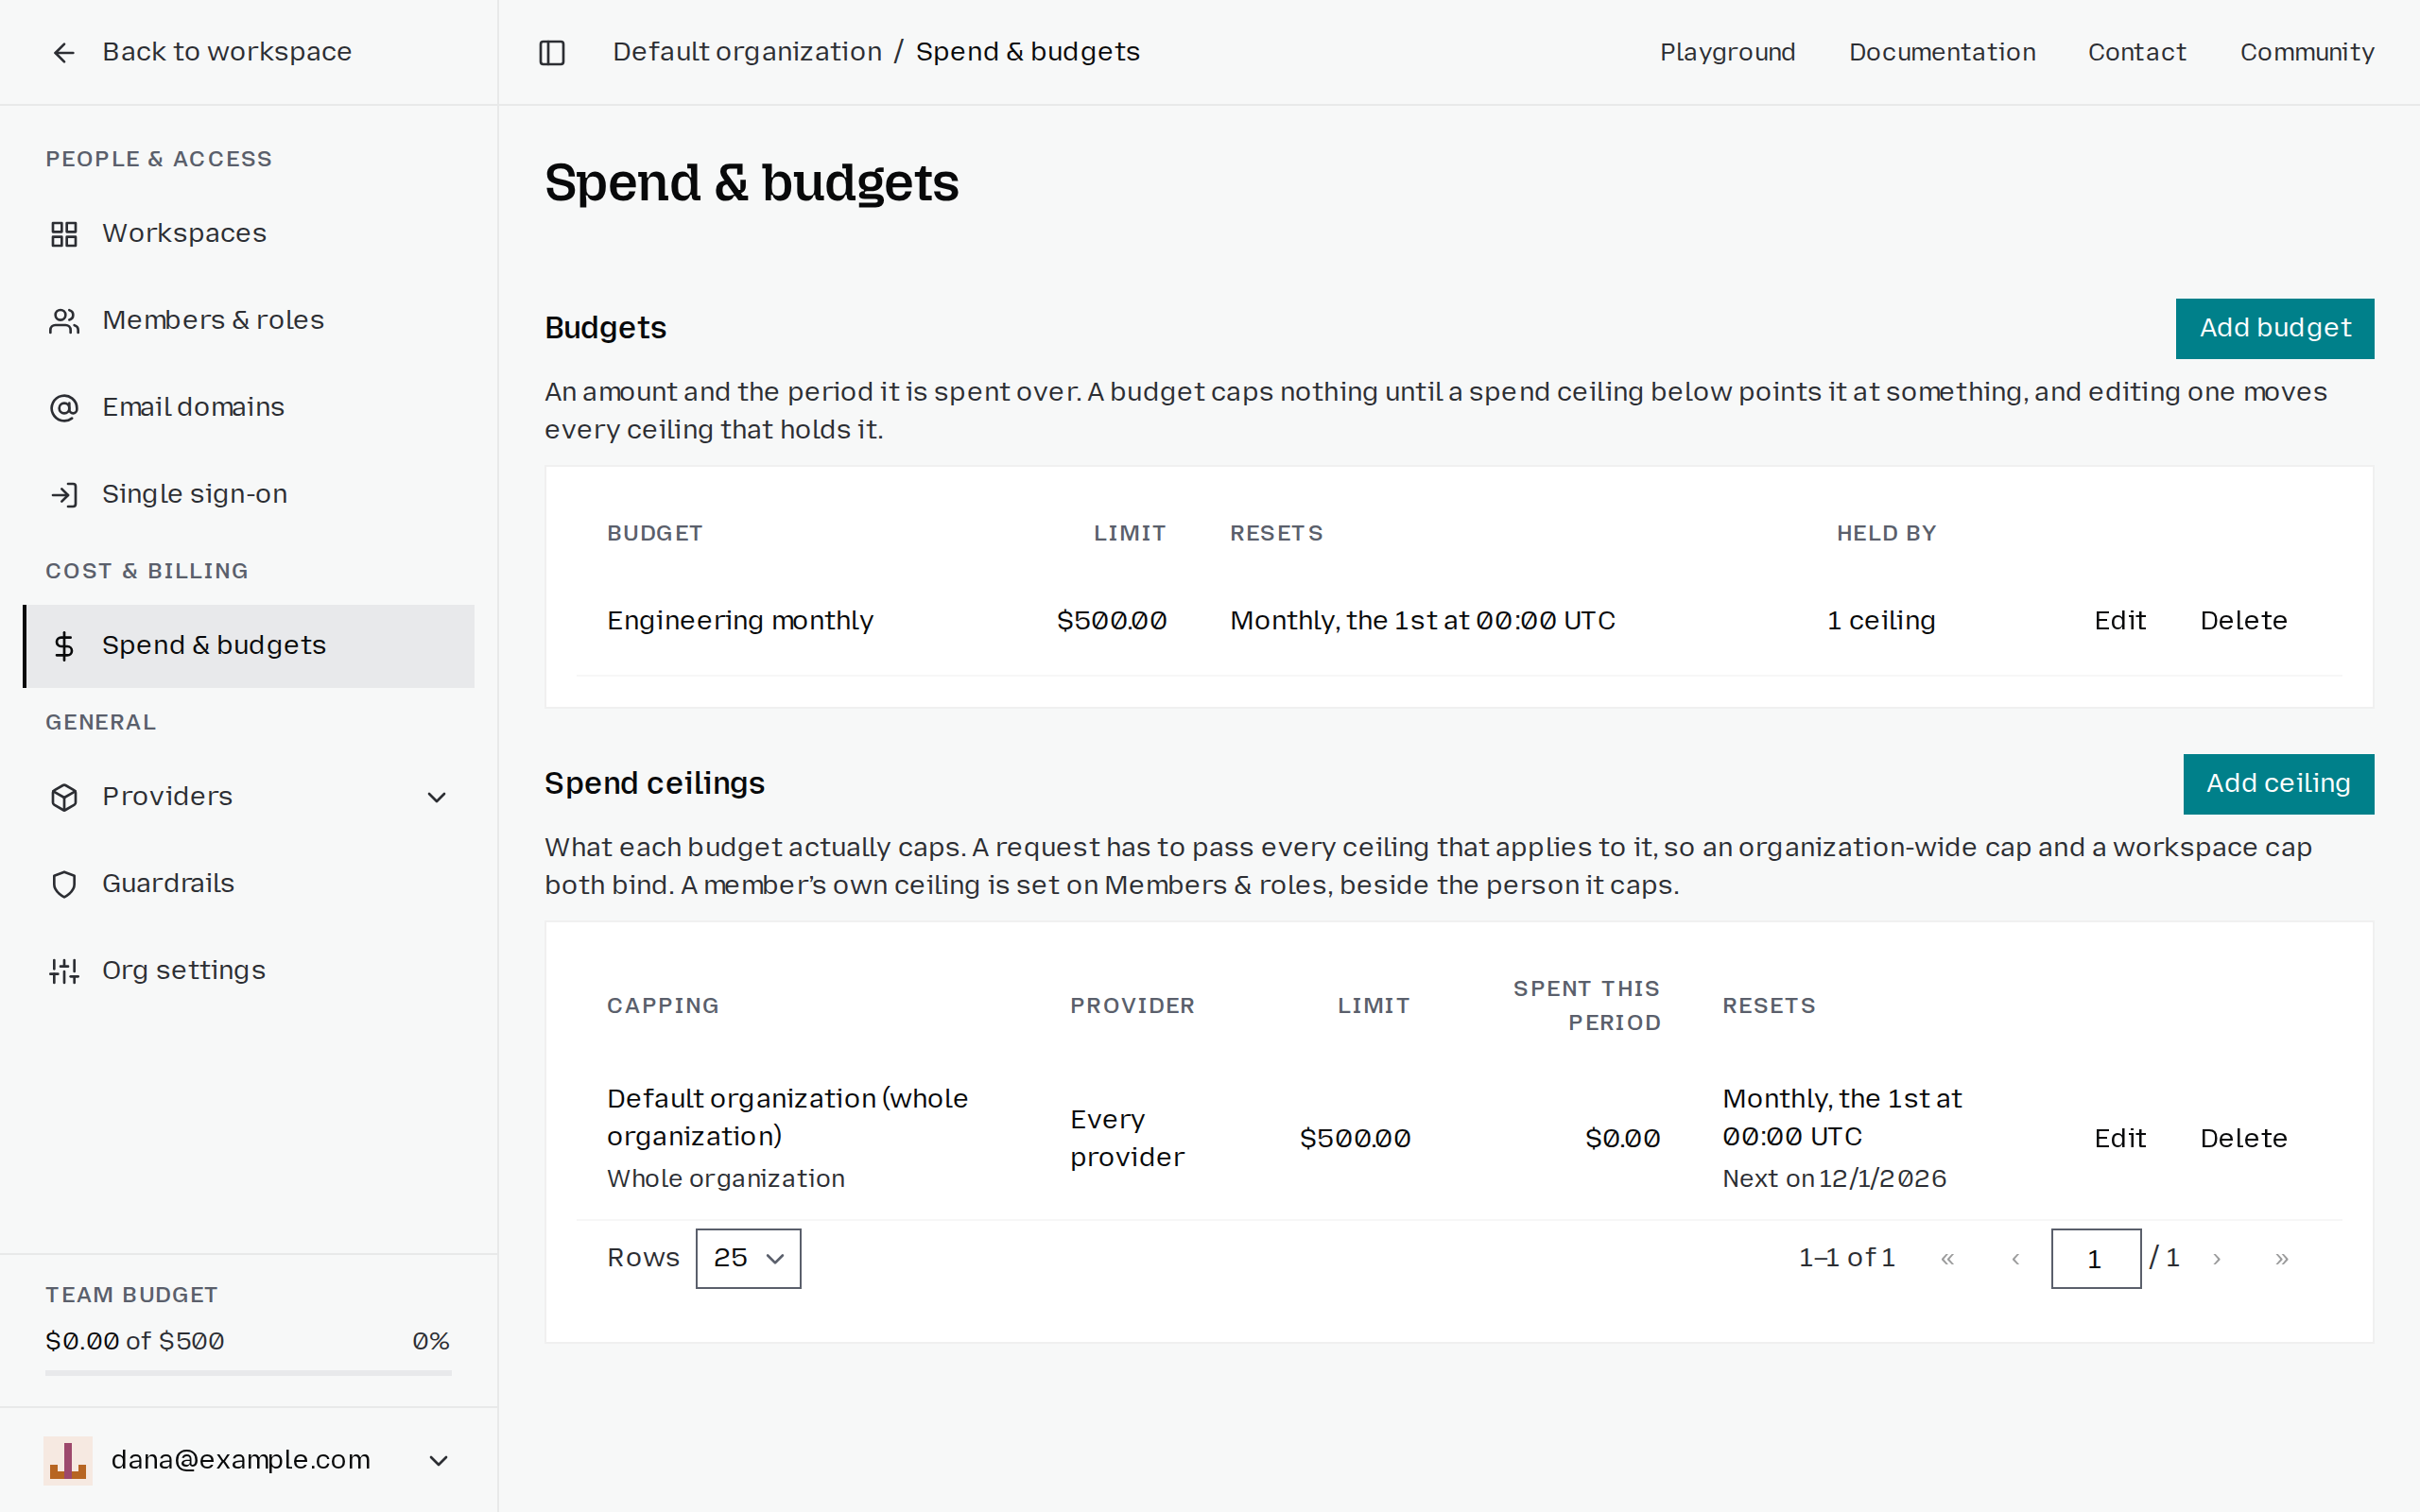 Back to workspace
Default organization / Spend & budgets
Playground
Documentation
Contact
Community
PEOPLE & ACCESS
Workspaces
Members & roles
Email domains
Single sign-on
COST & BILLING
Spend & budgets
GENERAL
Providers
Guardrails
Org settings
TEAM BUDGET
$0.00 of $500 0%
dana@example.com
Spend & budgets
Budgets
Add budget
An amount and the period it is spent over. A budget caps nothing until a spend ceiling below points it at something, and editing one moves
every ceiling that holds it.
BUDGET LIMIT RESETS HELD BY
Engineering monthly $500.00 Monthly, the 1st at 00:00 UTC 1 ceiling Edit Delete
Spend ceilings
Add ceiling
What each budget actually caps. A request has to pass every ceiling that applies to it, so an organization-wide cap and a workspace cap
both bind. A member’s own ceiling is set on Members & roles, beside the person it caps.
CAPPING PROVIDER LIMIT SPENT THIS
PERIOD RESETS
Default organization (whole
organization)
Whole organization
Every
provider
$500.00
$0.00
Monthly, the 1st at
00:00 UTC
Next on 12/1/2026
Edit Delete
Rows 25
1–1 of 1 « ‹ 1 / 1 › »